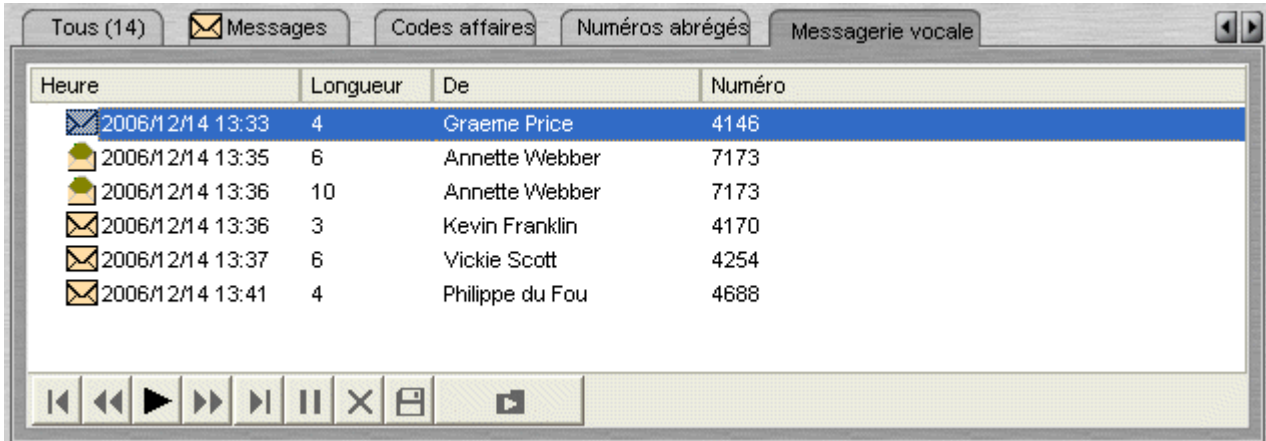 Tous (14) Messages Codes affaires Numéros abrégés Messagerie vocale
Heure Longueur De Numéro
2006/12/14 13:33 4 Graeme Price 4146
2006/12/14 13:35 6 Annette Webber 7173
2006/12/14 13:36 10 Annette Webber 7173
2006/12/14 13:36 3 Kevin Franklin 4170
2006/12/14 13:37 6 Vickie Scott 4254
2006/12/14 13:41 4 Philippe du Fou 4688